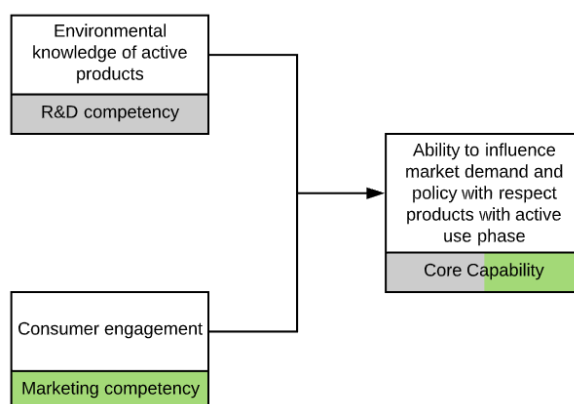 Environmental
knowledge of active
products
R&D competency
Ability to influence
market demand and
policy with respect
products with active
use phase
Core Capability
Consumer engagement
Marketing competency